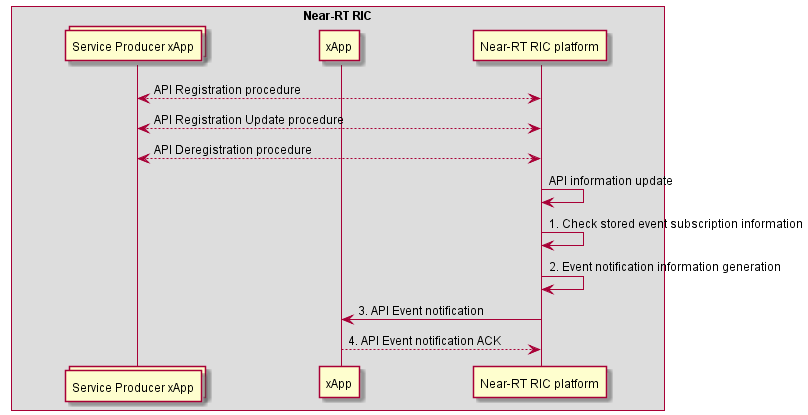 Near-RT RIC
Service Producer xApp
xApp
Near-RT RIC platform
API Registration procedure
API Registration Update procedure
API Deregistration procedure
API information update
1. Check stored event subscription information
2. Event notification information generation
3. API Event notification
4. API Event notification ACK
Service Producer xApp
xApp
Near-RT RIC platform